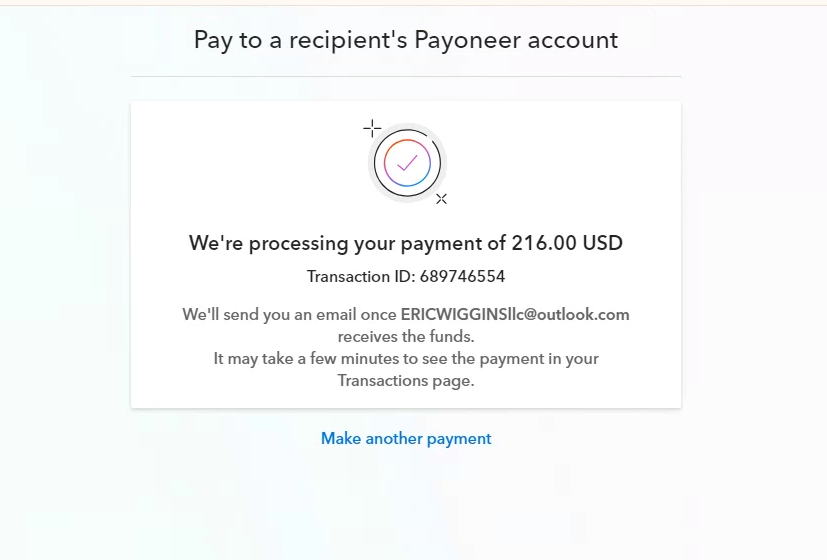 Pay to a recipient's Payoneer account
We're processing your payment of 216.00 USD
Transaction ID: 689746554
We'll send you an email once ERICWIGGINSllc@outlook.com
receives the funds.
It may take a few minutes to see the payment in your
Transactions page.
Make another payment